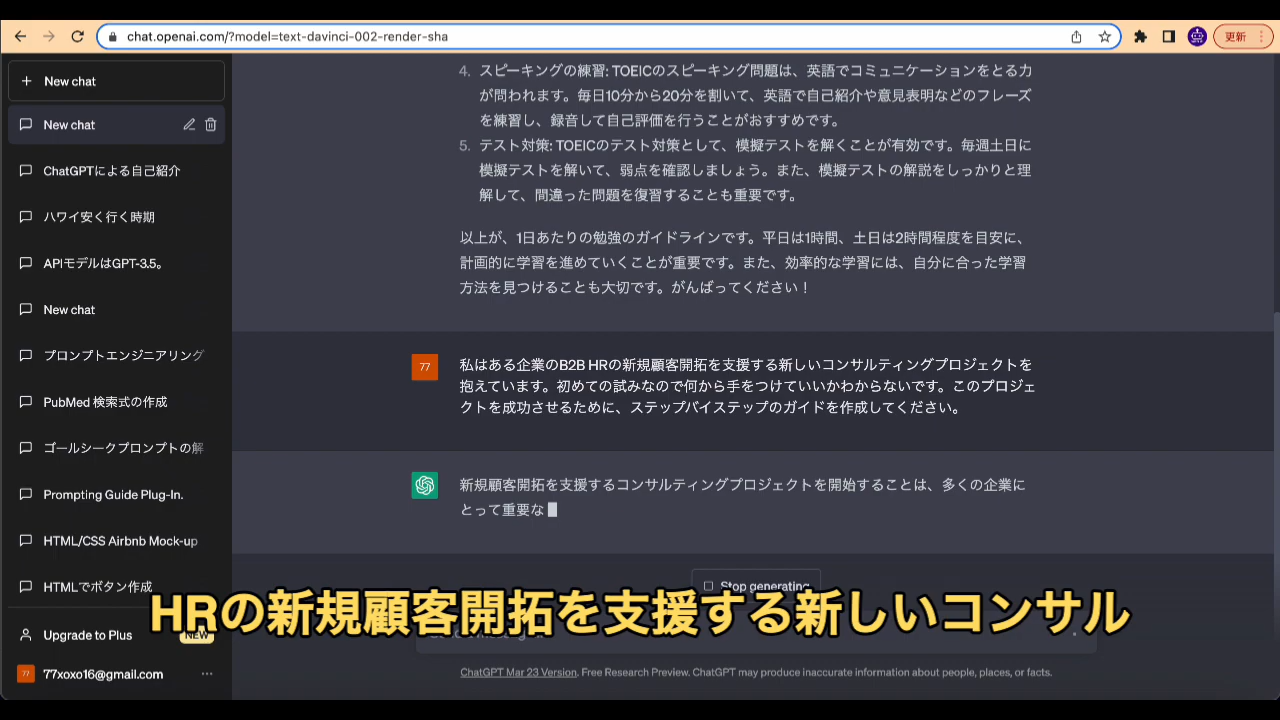 chat.openai.com/?model=text-davinci-002-render-sha
更新
+ New chat
New chat
ChatGPTによる自己紹介
ハワイ安く行く時期
APIモデルはGPT-3.5。
New chat
プロンプトエンジニアリング
PubMed 検索式の作成
ゴールシークプロンプトの解
Prompting Guide Plug-In.
HTML/CSS Airbnb Mock-up
HTMLでボタン作成
Upgrade to Plus
NEW
77
77xoxo16@gmail.com
4. スピーキングの練習: TOEICのスピーキング問題は、英語でコミュニケーションをとる力
が問われます。毎日10分から20分を割いて、英語で自己紹介や意見表明などのフレーズ
を練習し、録音して自己評価を行うことがおすすめです。
5. テスト対策: TOEICのテスト対策として、模擬テストを解くことが有効です。毎週土日に
模擬テストを解いて、弱点を確認しましょう。また、模擬テストの解説をしっかりと理
解して、間違った問題を復習することも重要です。
以上が、1日あたりの勉強のガイドラインです。平日は1時間、土日は2時間程度を目安に、
計画的に学習を進めていくことが重要です。また、効率的な学習には、自分に合った学習
方法を見つけることも大切です。がんばってください！
77
私はある企業のB2B HRの新規顧客開拓を支援する新しいコンサルティングプロジェクトを
抱えています。初めての試みなので何から手をつけていいかわからないです。このプロジェ
クトを成功させるために、ステップバイステップのガイドを作成してください。
新規顧客開拓を支援するコンサルティングプロジェクトを開始することは、多くの企業に
とって重要な
Stop generating
HRの新規顧客開拓を支援する新しいコンサル
ChatGPT Mar 23 Version. Free Research Preview. ChatGPT may produce inaccurate information about people, places, or facts.